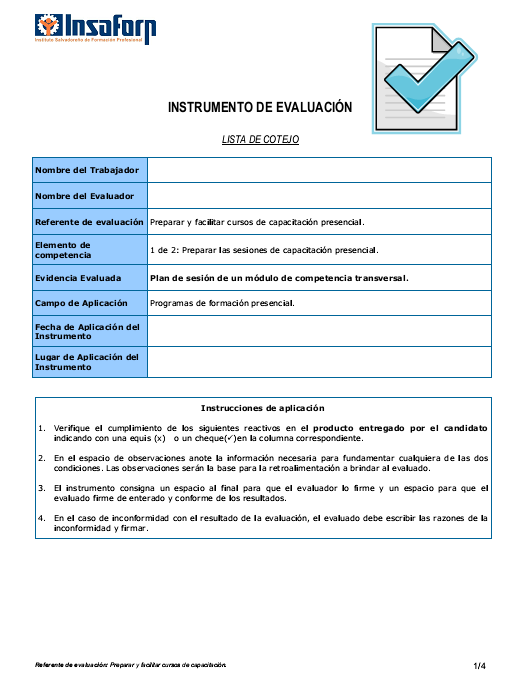 Insaforp
Instituto Salvadoreño de Formación Profesional
INSTRUMENTO DE EVALUACIÓN
LISTA DE COTEJO
Nombre del Trabajador
Nombre del Evaluador
Referente de evaluación Preparar y facilitar cursos de capacitación presencial.
Elemento de
competencia
1 de 2: Preparar las sesiones de capacitación presencial.
Evidencia Evaluada Plan de sesión de un módulo de competencia transversal.
Campo de Aplicación Programas de formación presencial.
Fecha de Aplicación del
Instrumento
Lugar de Aplicación del
Instrumento
Instrucciones de aplicación
1. Verifique el cumplimiento de los siguientes reactivos en el producto entregado por el candidato
indicando con una equis (x) o un cheque(✓)en la columna correspondiente.
2. En el espacio de observaciones anote la información necesaria para fundamentar cualquiera de las dos
condiciones. Las observaciones serán la base para la retroalimentación a brindar al evaluado.
3. El instrumento consigna un espacio al final para que el evaluador lo firme y un espacio para que el
evaluado firme de enterado y conforme de los resultados.
4. En el caso de inconformidad con el resultado de la evaluación, el evaluado debe escribir las razones de la
inconformidad y firmar.
Referente de evaluación: Preparar y facilitar cursos de capacitación.
1/4